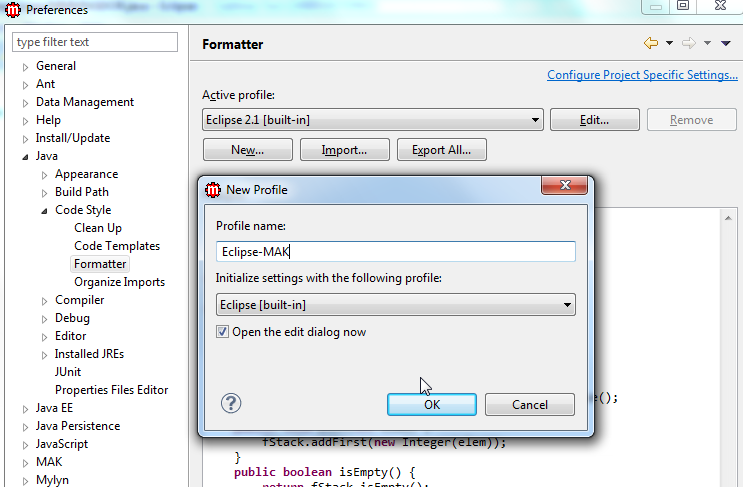 Preferences
type filter text
General
Ant
Data Management
Help
Install/Update
Java
Appearance
Build Path
Code Style
Clean Up
Code Templates
Formatter
Organize Imports
Compiler
Debug
Editor
Installed JREs
JUnit
Properties Files Editor
Java EE
Java Persistence
JavaScript
MAK
Mylyn
Formatter
Configure Project Specific Settings...
Active profile:
Eclipse 2.1 [built-in]
Edit...
Remove
New...
Import...
Export All...
New Profile
Profile name:
Eclipse-MAK
Initialize settings with the following profile:
Eclipse [built-in]
Open the edit dialog now
OK
Cancel
();
fStack.addFirst(new Integer(elem));
}
public boolean isEmpty() {
return fStack.isEmpty();